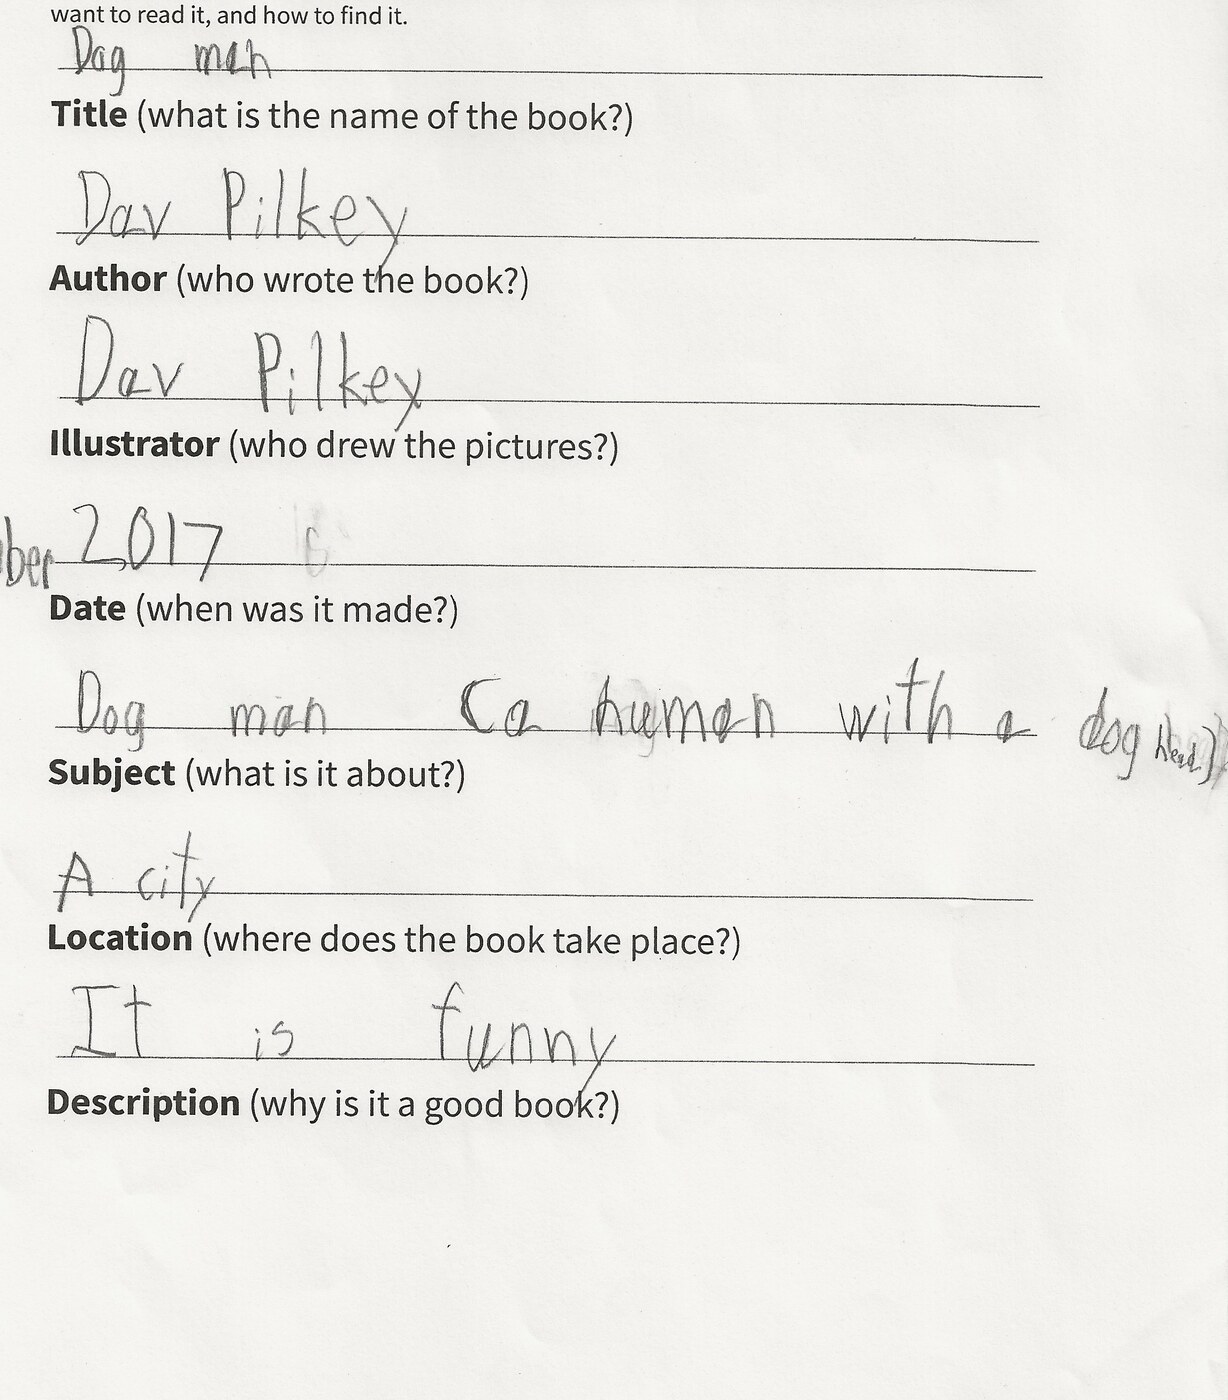 want to read it, and how to find it.
Dog man
Title (what is the name of the book?)
Dav Pilkey
Author (who wrote the book?)
Dav Pilkey
Illustrator (who drew the pictures?)
ber 2017
Date (when was it made?)
Dog man (a human with a dog head)
Subject (what is it about?)
A city
Location (where does the book take place?)
It is funny
Description (why is it a good book?)